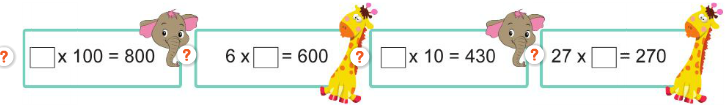 ? □ x 100 = 800 ? 6 x □ = 600 ? □ x 10 = 430 ? 27 x □ = 270